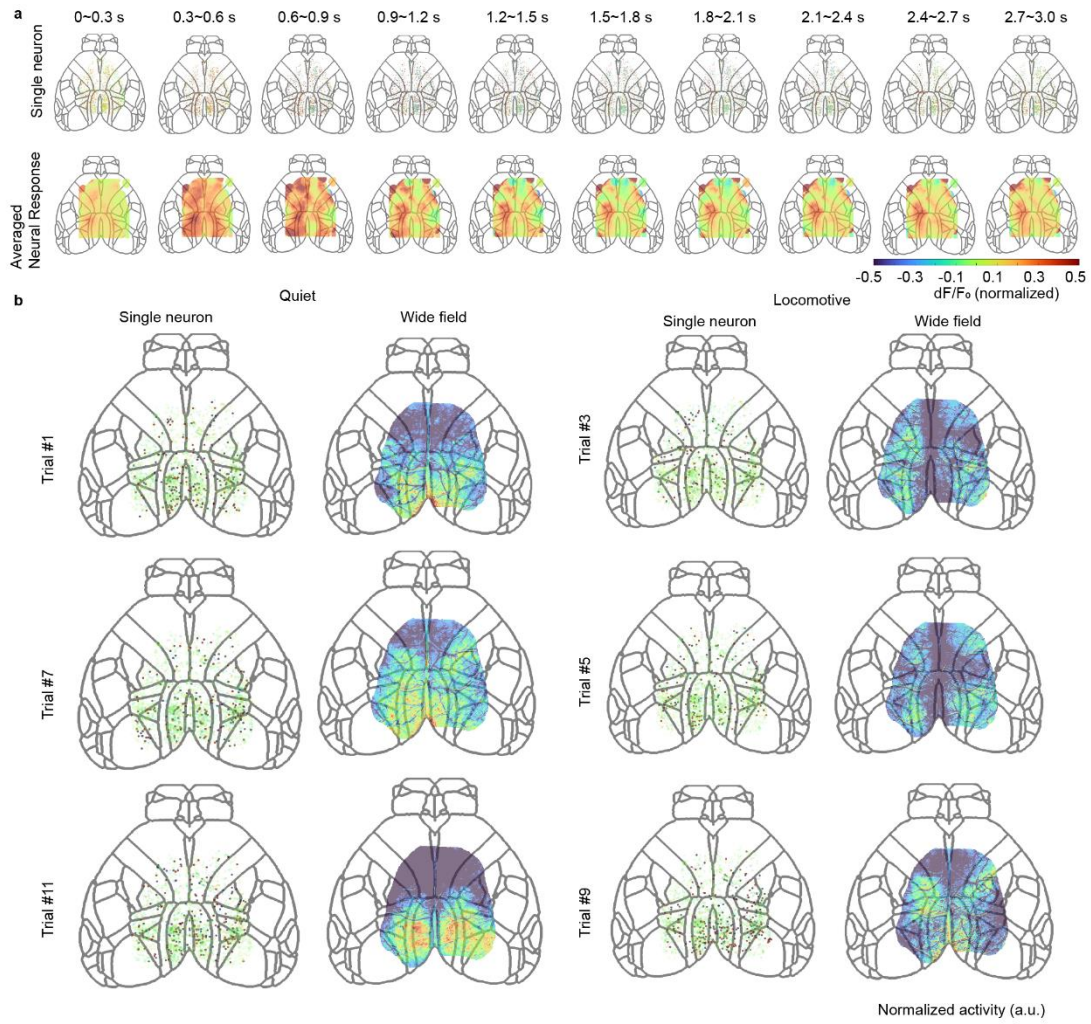 a
0~0.3 s 0.3~0.6 s 0.6~0.9 s 0.9~1.2 s 1.2~1.5 s 1.5~1.8 s 1.8~2.1 s 2.1~2.4 s 2.4~2.7 s 2.7~3.0 s
Single neuron
Averaged
Neural Response
-0.5 -0.3 -0.1 0.1 0.3 0.5
dF/F₀ (normalized)
b
Quiet Locomotive
Single neuron Wide field Single neuron Wide field
Trial #1 Trial #3
Trial #7 Trial #5
Trial #11 Trial #9
Normalized activity (a.u.)